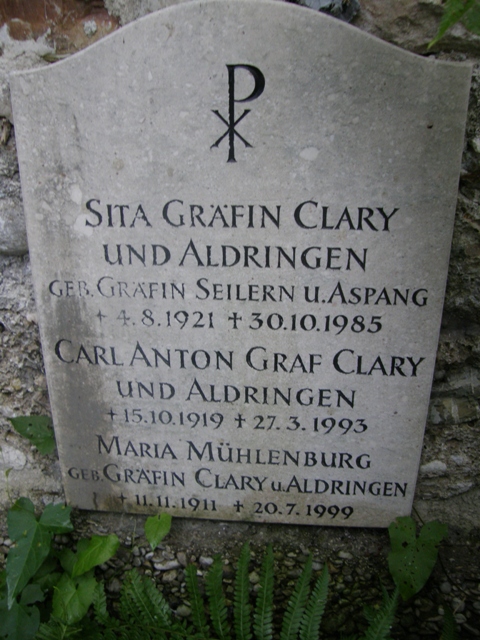 SITA GRÄFIN CLARY
UND ALDRINGEN
GEB. GRÄFIN SEILERN U. ASPANG
+ 4.8.1921 + 30.10.1985
CARL ANTON GRAF CLARY
UND ALDRINGEN
+ 15.10.1919 + 27.3.1993
MARIA MÜHLENBURG
GEB. GRÄFIN CLARY U. ALDRINGEN
+ 11.11.1911 + 20.7.1999